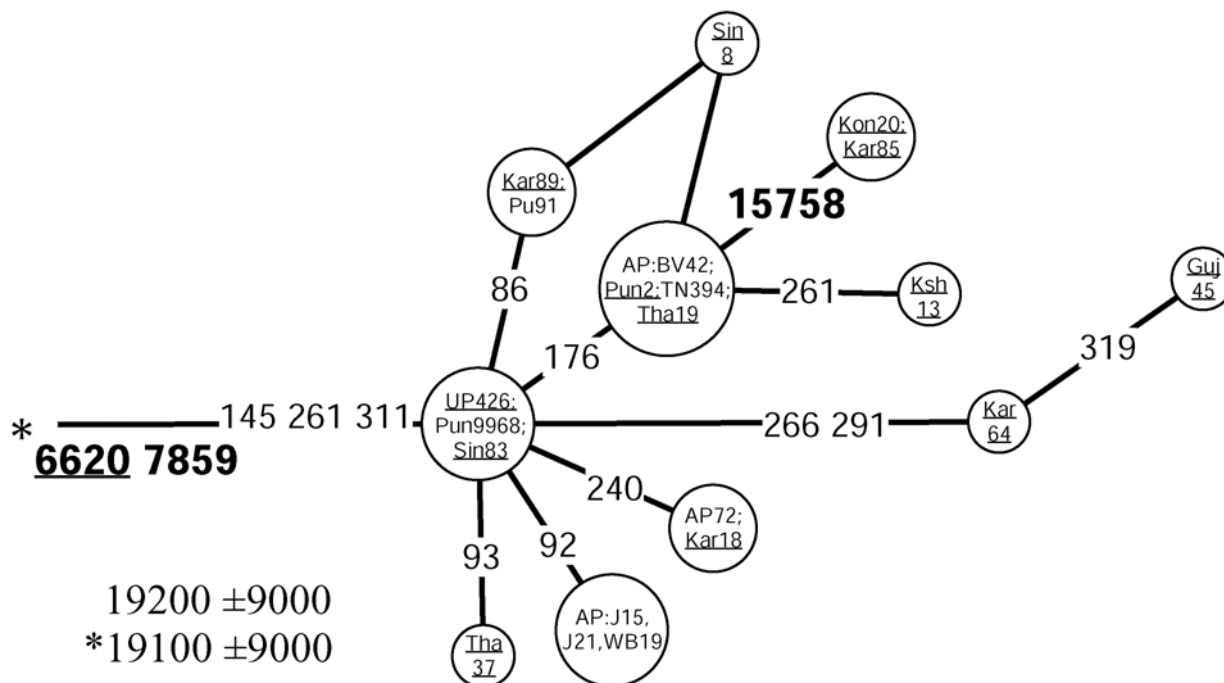 Sin
8
Kon20;
Kar85
Kar89;
Pu91
15758
AP:BV42;
Pun2;TN394;
Tha19
261
Ksh
13
Guj
45
86
176
319
UP426;
Pun9968;
Sin83
* 145 261 311
6620 7859
266 291
Kar
64
240
AP72;
Kar18
93
92
AP:J15,
J21,WB19
Tha
37
19200 ±9000
*19100 ±9000